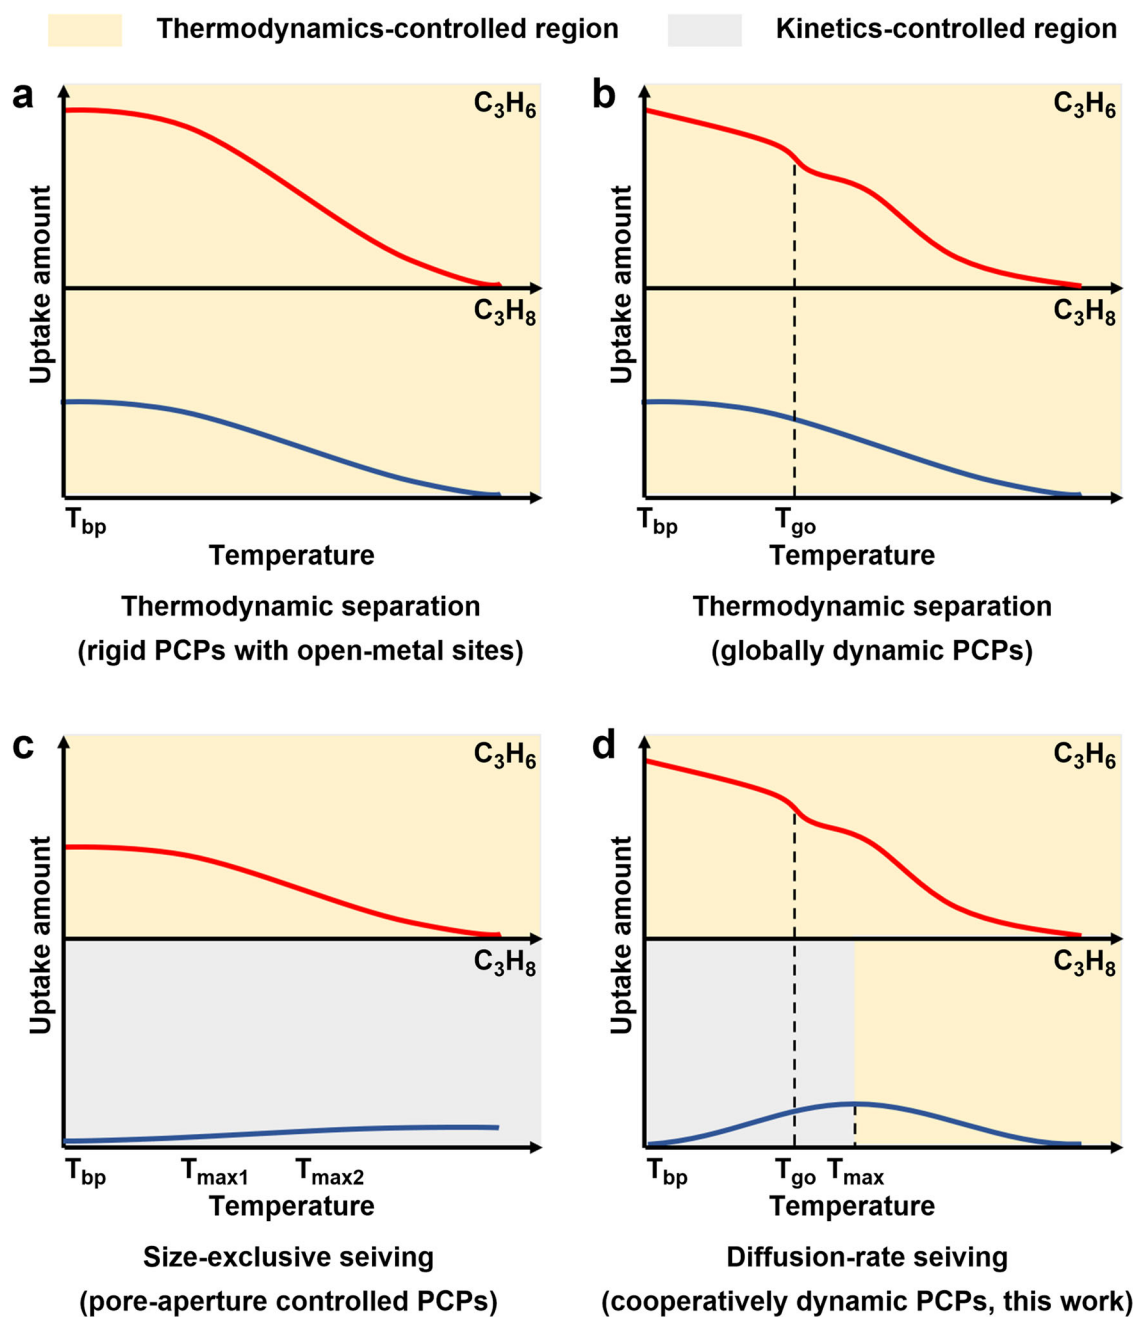 Thermodynamics-controlled region
Kinetics-controlled region
a
C3H6
Uptake amount
C3H8
Tbp
Temperature
Thermodynamic separation
(rigid PCPs with open-metal sites)
b
C3H6
Uptake amount
C3H8
Tbp
Tgo
Temperature
Thermodynamic separation
(globally dynamic PCPs)
c
C3H6
Uptake amount
C3H8
Tbp
Tmax1
Tmax2
Temperature
Size-exclusive seiving
(pore-aperture controlled PCPs)
d
C3H6
Uptake amount
C3H8
Tbp
Tgo
Tmax
Temperature
Diffusion-rate seiving
(cooperatively dynamic PCPs, this work)